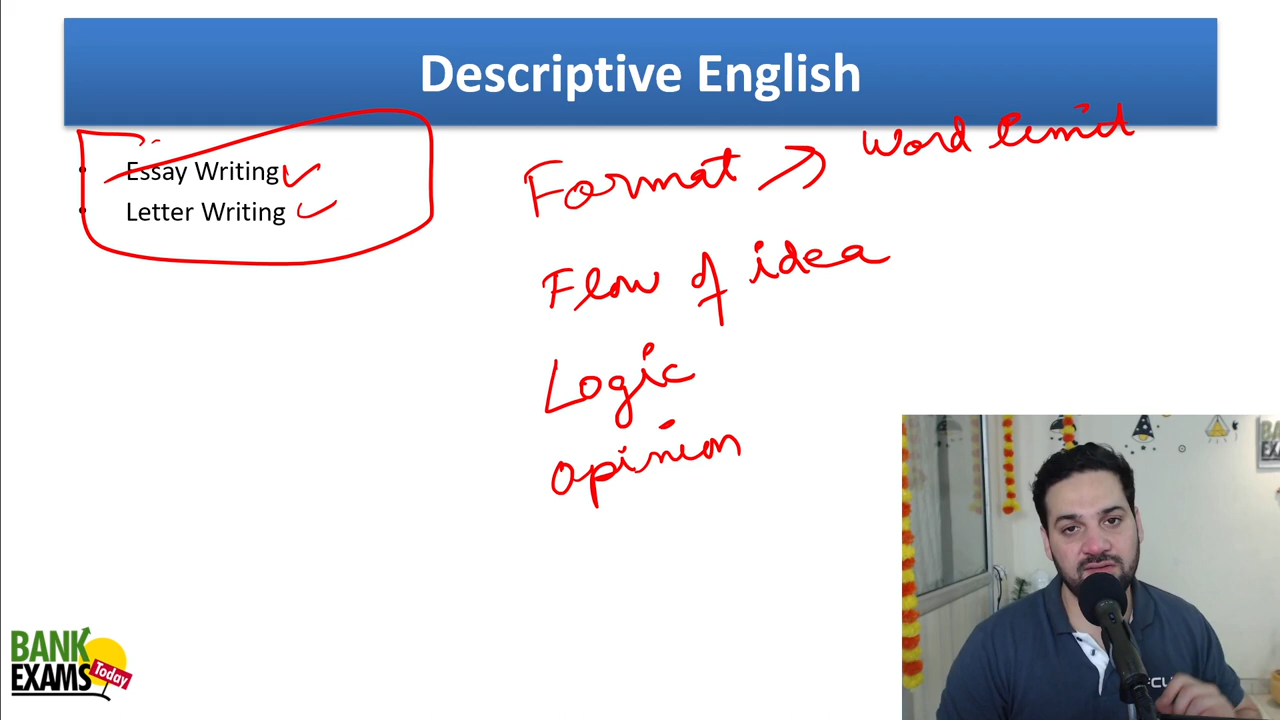 Descriptive English
• Essay Writing
• Letter Writing
Format → Word limit
Flow of idea
Logic
opinion
BANK
EXAMS
Today